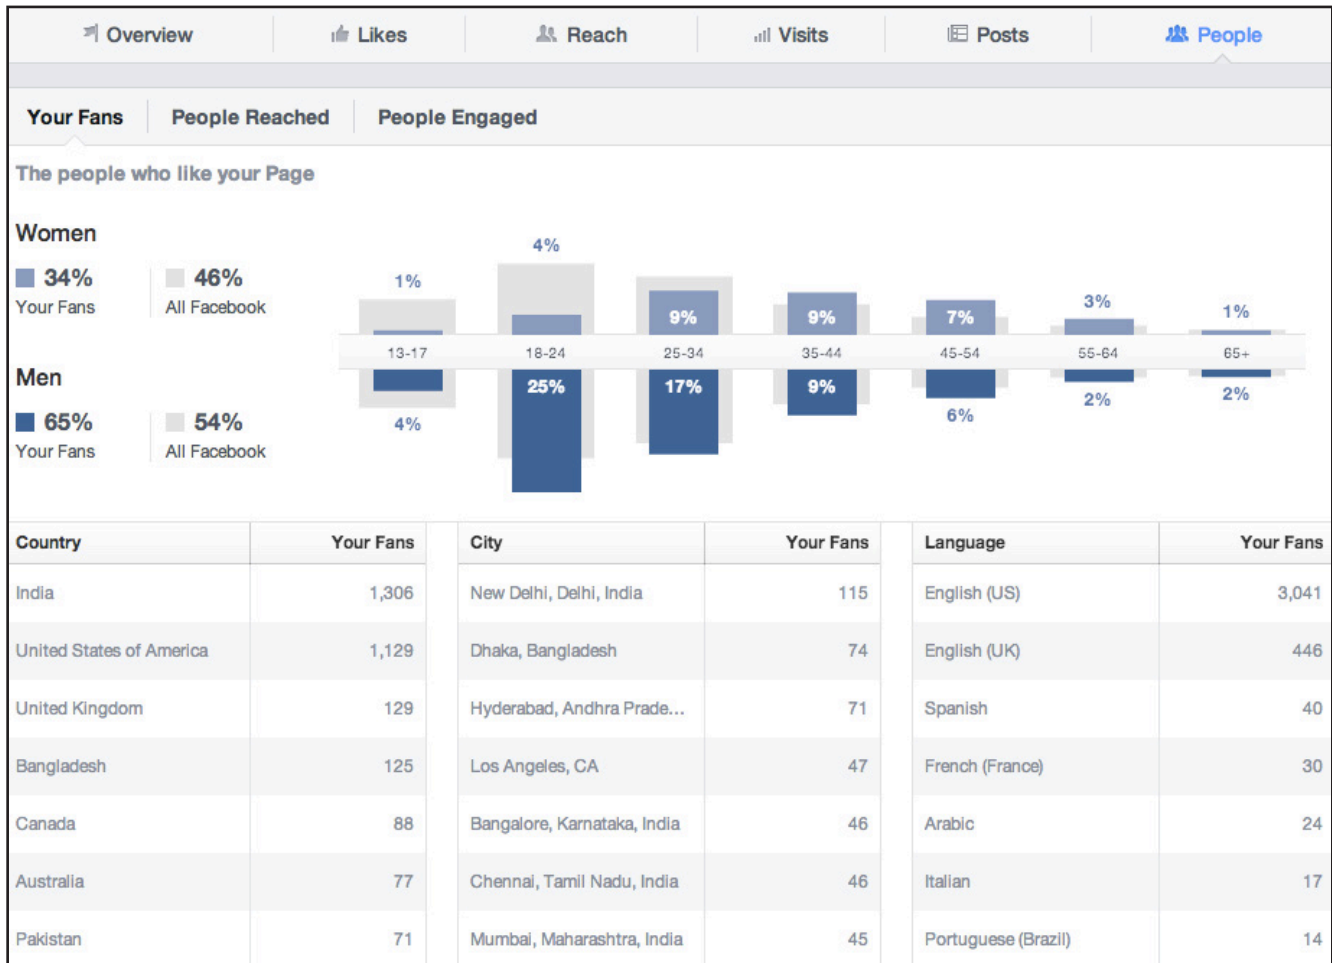 Overview Likes Reach Visits Posts People
Your Fans People Reached People Engaged
The people who like your Page
Women
34% 46%
Your Fans All Facebook
1% 4% 9% 9% 7% 3% 1%
13-17 18-24 25-34 35-44 45-54 55-64 65+
Men
65% 54%
Your Fans All Facebook
4% 25% 17% 9% 6% 2% 2%
Country Your Fans City Your Fans Language Your Fans
India 1,306 New Delhi, Delhi, India 115 English (US) 3,041
United States of America 1,129 Dhaka, Bangladesh 74 English (UK) 446
United Kingdom 129 Hyderabad, Andhra Prade... 71 Spanish 40
Bangladesh 125 Los Angeles, CA 47 French (France) 30
Canada 88 Bangalore, Karnataka, India 46 Arabic 24
Australia 77 Chennai, Tamil Nadu, India 46 Italian 17
Pakistan 71 Mumbai, Maharashtra, India 45 Portuguese (Brazil) 14